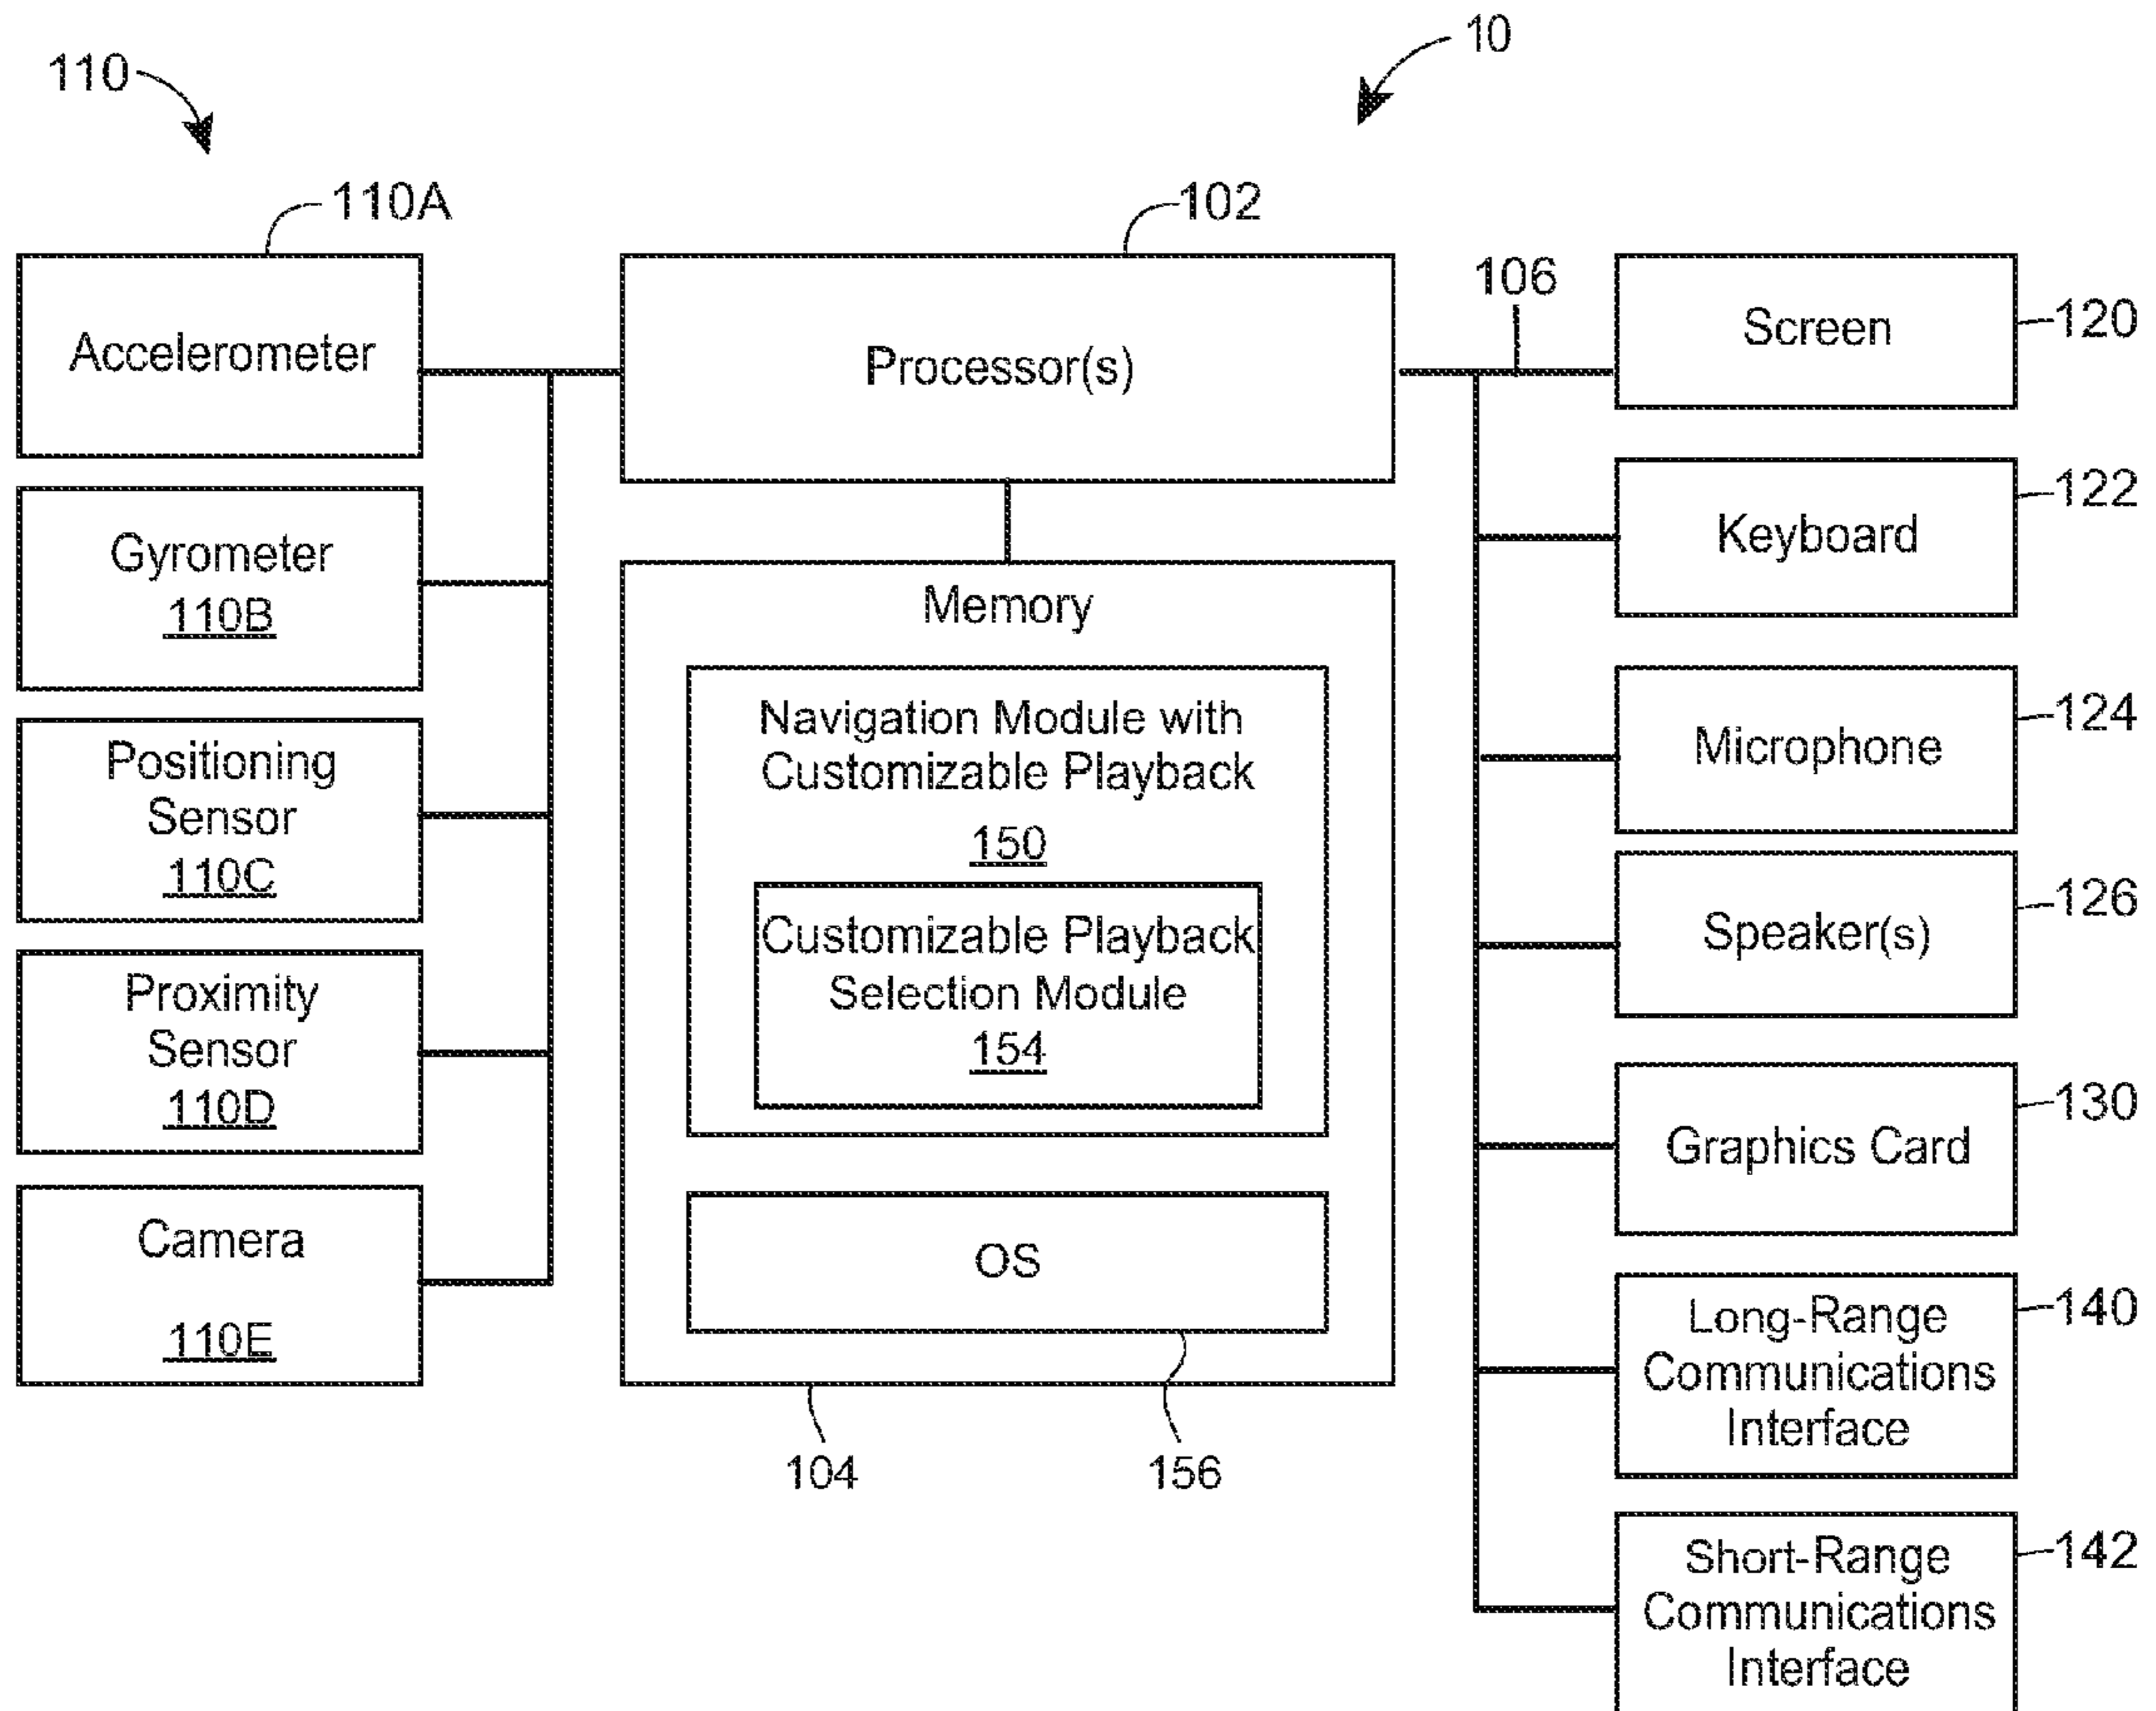 10
110
110A
102
106
Accelerometer
Gyrometer
110B
Positioning
Sensor
110C
Proximity
Sensor
110D
Camera
110E
Processor(s)
Memory
Navigation Module with
Customizable Playback
150
Customizable Playback
Selection Module
154
OS
104
156
Screen
120
Keyboard
122
Microphone
124
Speaker(s)
126
Graphics Card
130
Long-Range
Communications
Interface
140
Short-Range
Communications
Interface
142